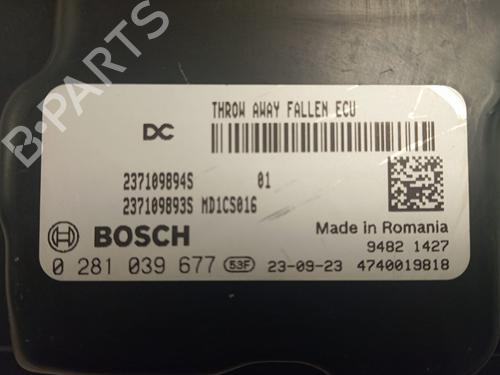 B-PARTS
THROW AWAY FALLEN ECU
DC
237109894S 01
237109893S MD1CS016
BOSCH
Made in Romania
9482 1427
0 281 039 677 53F 23-09-23 4740019818